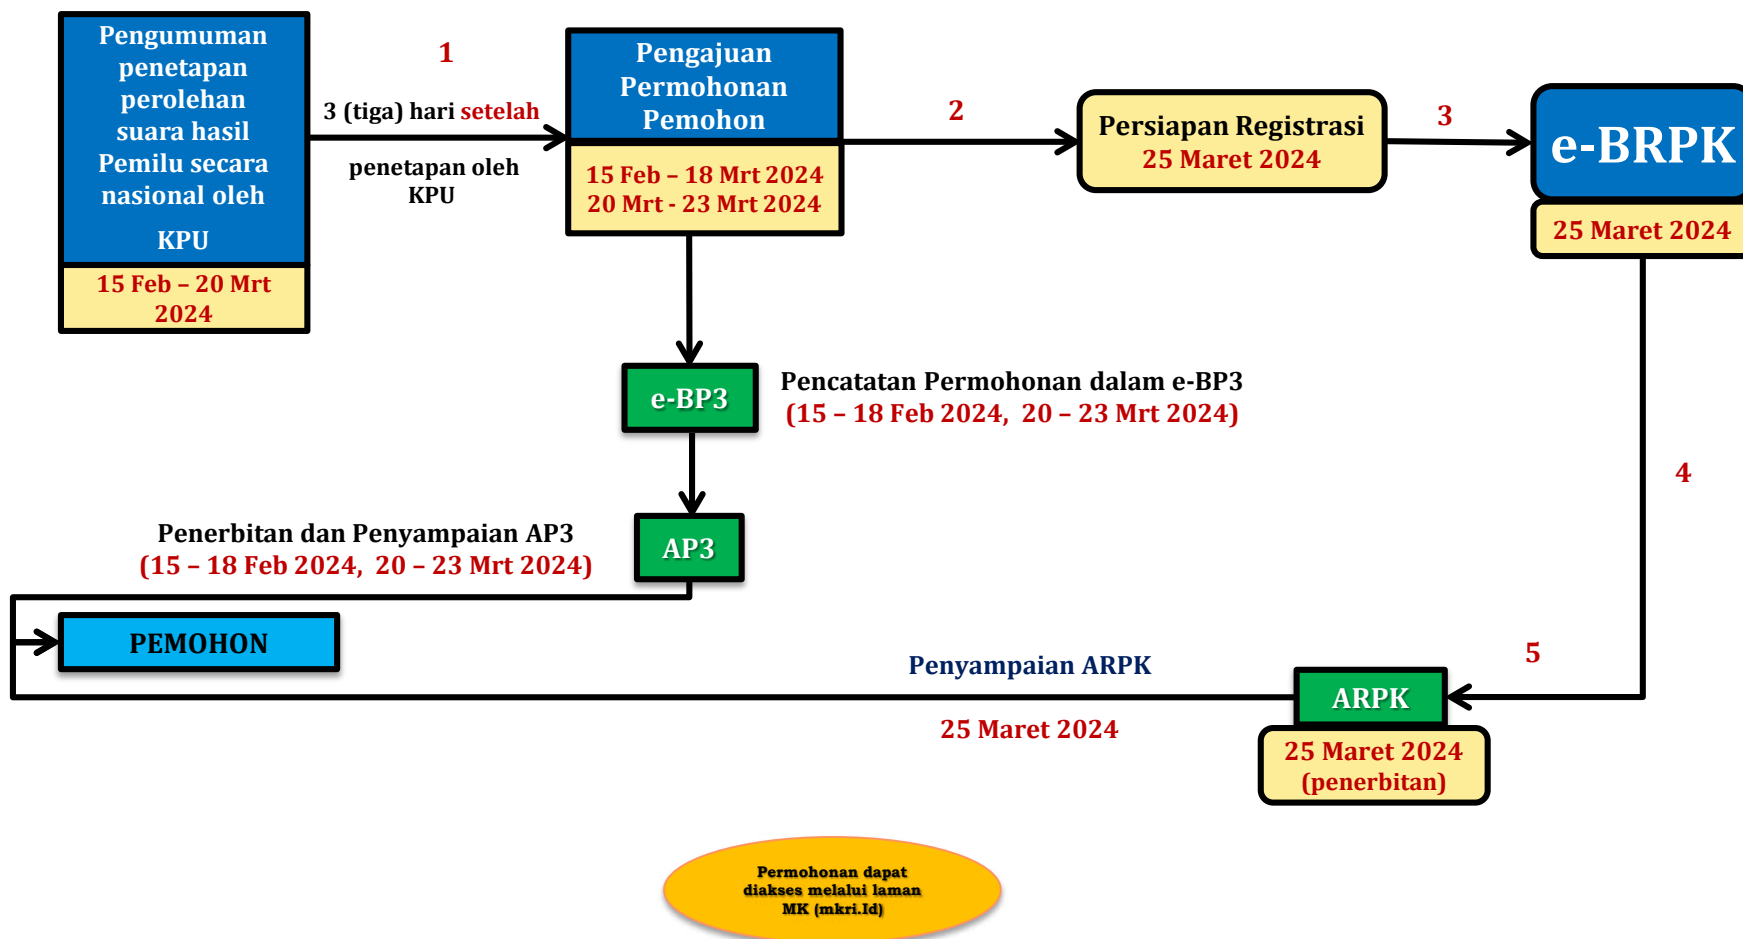 Pengumuman
penetapan
perolehan
suara hasil
Pemilu secara
nasional oleh
KPU
15 Feb – 20 Mrt
2024
1
3 (tiga) hari setelah
penetapan oleh
KPU
Pengajuan
Permohonan
Pemohon
15 Feb – 18 Mrt 2024
20 Mrt - 23 Mrt 2024
2
Persiapan Registrasi
25 Maret 2024
3
e-BRPK
25 Maret 2024
e-BP3
Pencatatan Permohonan dalam e-BP3
(15 – 18 Feb 2024, 20 – 23 Mrt 2024)
4
Penerbitan dan Penyampaian AP3
(15 – 18 Feb 2024, 20 – 23 Mrt 2024)
AP3
PEMOHON
Penyampaian ARPK
25 Maret 2024
5
ARPK
25 Maret 2024
(penerbitan)
Permohonan dapat
diakses melalui laman
MK (mkri.Id)